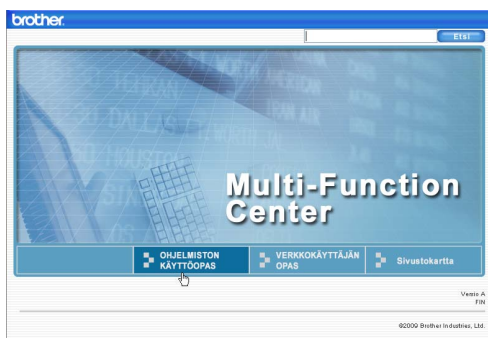 brother.
Etsi
Multi-Function
Center
OHJELMISTON
KÄYTTÖOPAS
VERKKOKÄYTTÄJÄN
OPAS
Sivustokartta
Versio A
FIN
©2009 Brother Industries, Ltd.